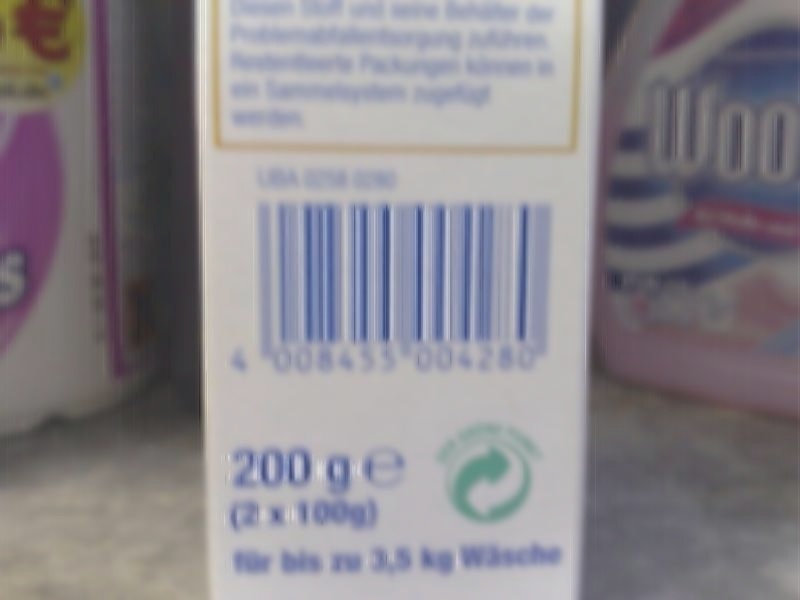 Diesen Stoff und seine Behälter der
Problemabfallentsorgung zuführen.
Restentleerte Packungen können in
ein Sammelsystem zugefügt
werden.
UBA 0258 0280
4 008455 004280
200 g ℮
(2 x 100g)
für bis zu 3,5 kg Wäsche
€
s
Woo